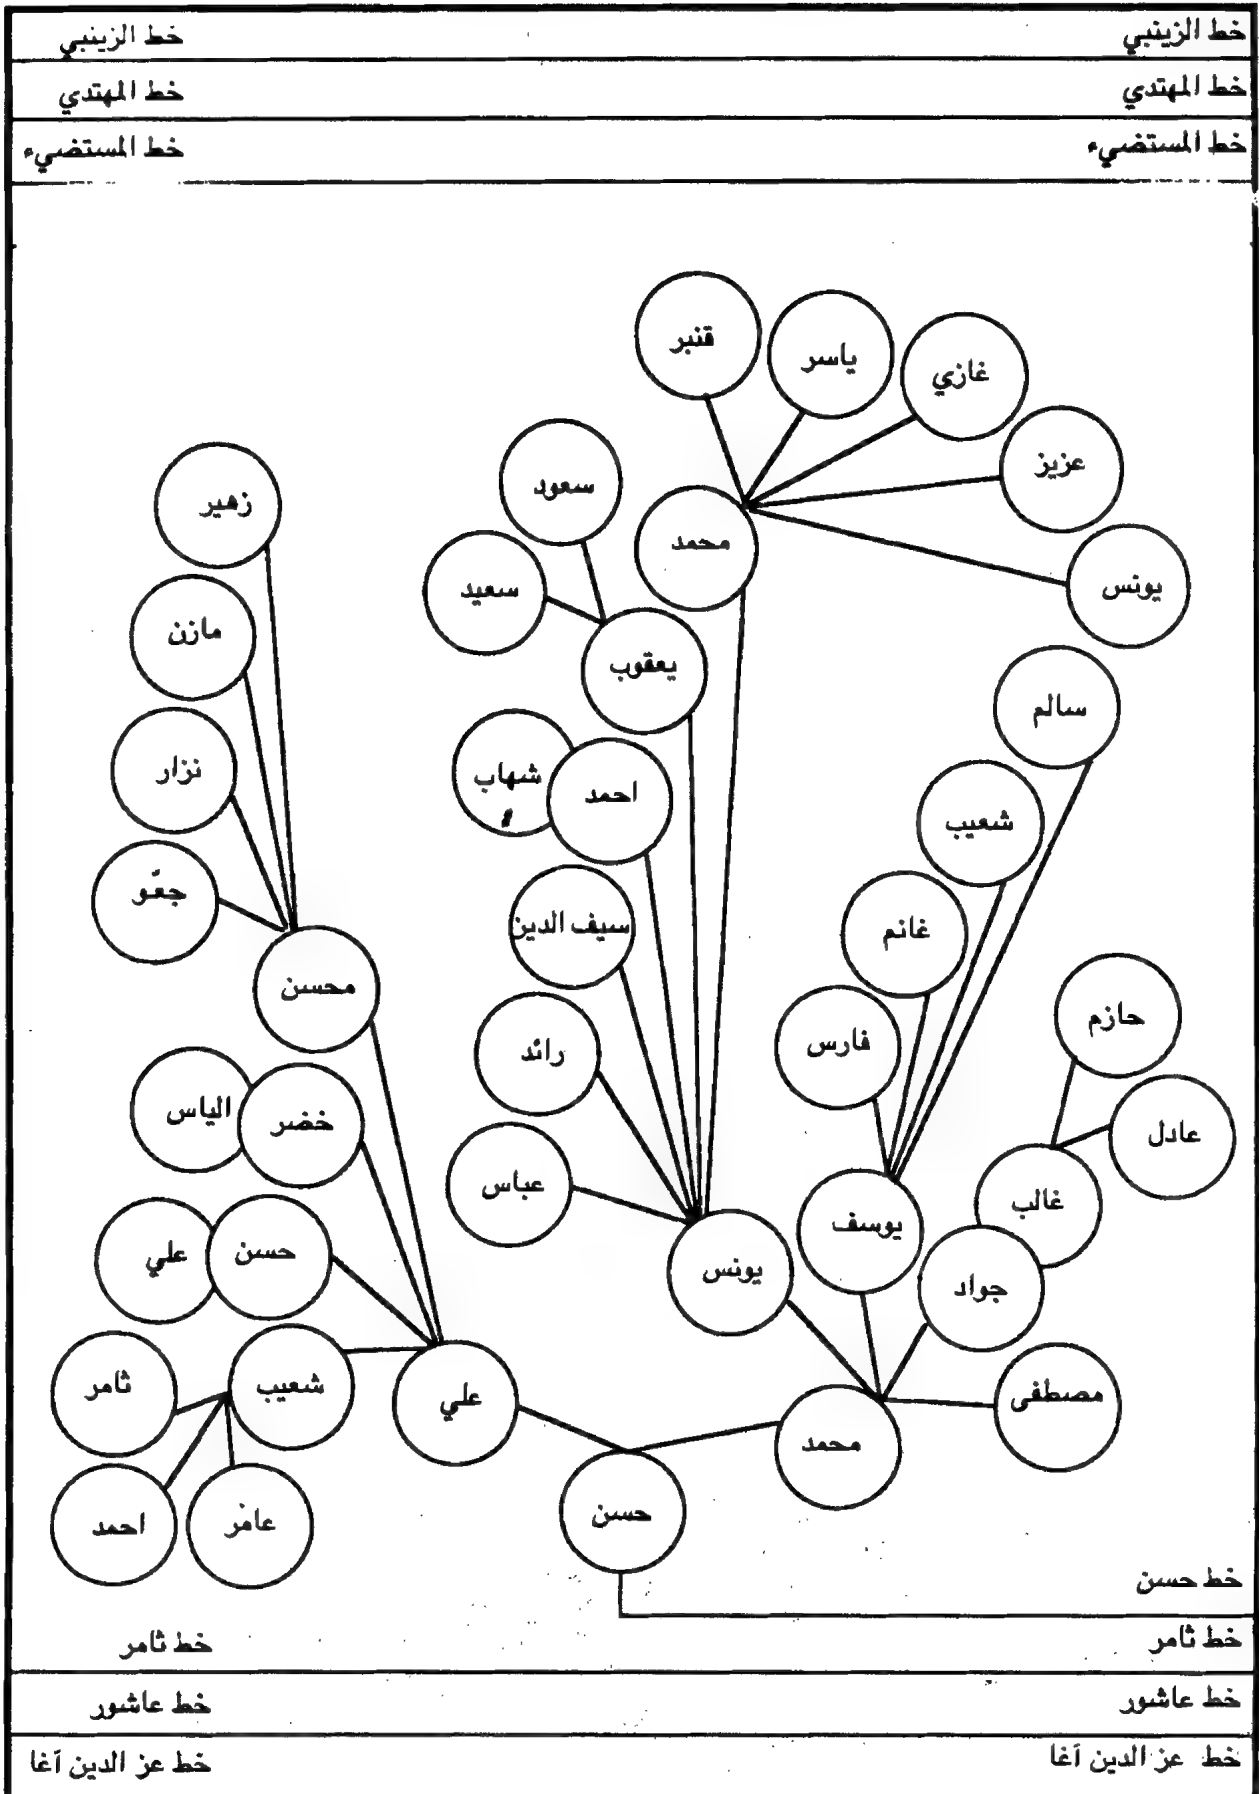 خط الزينبي
خط الزينبي
خط المهتدي
خط المهتدي
خط المستضيء
خط المستضيء
قنبر
ياسر
غازي
عزيز
يونس
محمد
سعود
سعيد
يعقوب
زهير
مازن
نزار
جعّو
محسن
شهاب
احمد
سيف الدين
رائد
عباس
سالم
شعيب
غانم
فارس
حازم
عادل
غالب
جواد
يوسف
يونس
مصطفى
محمد
الياس
خضر
علي
حسن
ثامر
شعيب
احمد
عامر
علي
حسن
خط حسن
خط ثامر
خط ثامر
خط عاشور
خط عاشور
خط عز الدين آغا
خط عز الدين آغا